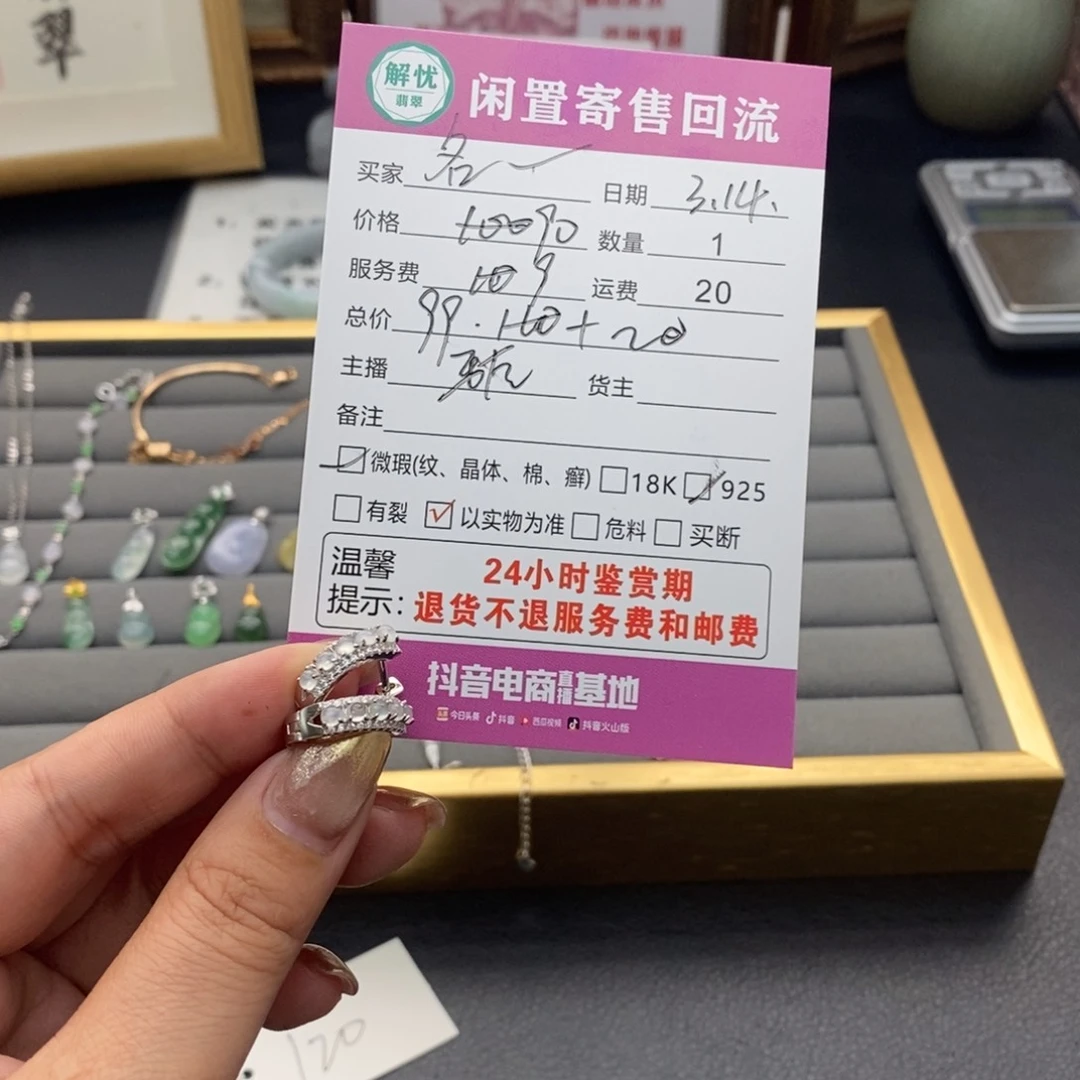 翠
解忧
翡翠
闲置寄售回流
买家 名一 日期 3.14.
价格 数量 1
服务费 运费 20
总价
主播 货主
备注
微瑕(纹、晶体、棉、癣) 18K 925
有裂 √ 以实物为准 危料 买断
温馨提示: 24小时鉴赏期
退货不退服务费和邮费
抖音电商直播基地
今日头条 抖音 西瓜视频 抖音火山版
120